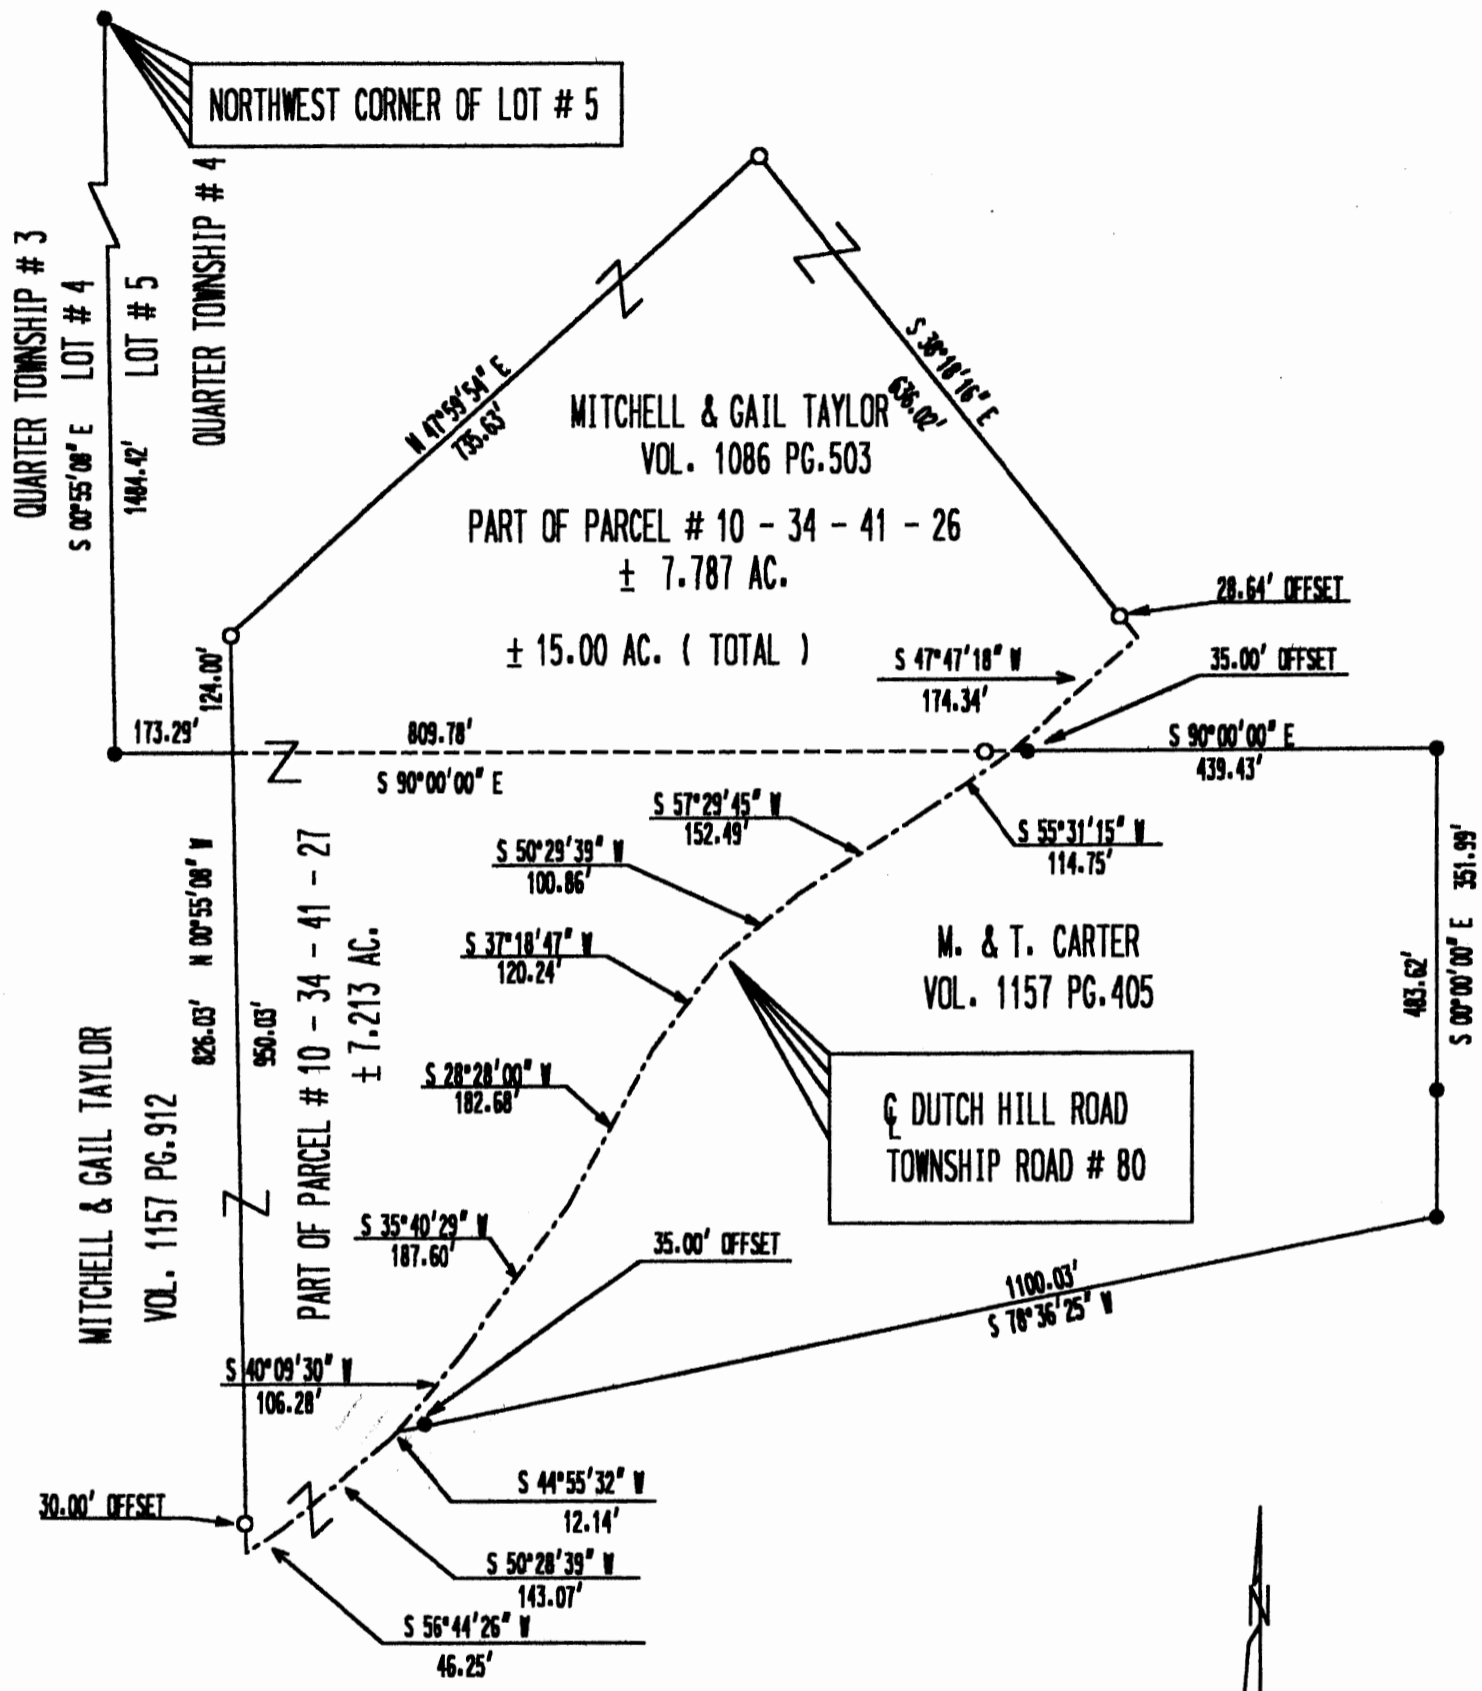 NORTHWEST CORNER OF LOT # 5
QUARTER TOWNSHIP # 3
S 00°55'08" E LOT # 4
1484.42' LOT # 5
QUARTER TOWNSHIP # 4
N 47°59'54" E
735.63'
S 38°18'16" E
636.02'
MITCHELL & GAIL TAYLOR
VOL. 1086 PG.503
PART OF PARCEL # 10 - 34 - 41 - 26
± 7.787 AC.
± 15.00 AC. ( TOTAL )
28.64' OFFSET
S 47°47'18" W
174.34'
35.00' OFFSET
124.00'
173.29'
809.78'
S 90°00'00" E
S 90°00'00" E
439.43'
S 57°29'45" W
152.49'
S 55°31'15" W
114.75'
S 50°29'39" W
100.86'
S 37°18'47" W
120.24'
M. & T. CARTER
VOL. 1157 PG.405
483.62'
S 00°00'00" E 351.99'
826.03' N 00°55'08" W
950.03'
PART OF PARCEL # 10 - 34 - 41 - 27
± 7.213 AC.
MITCHELL & GAIL TAYLOR
VOL. 1157 PG.912
S 28°28'00" W
182.68'
℄ DUTCH HILL ROAD
TOWNSHIP ROAD # 80
S 35°40'29" W
187.60'
35.00' OFFSET
1100.03'
S 78°36'25" W
S 40°09'30" W
106.28'
30.00' OFFSET
S 44°55'32" W
12.14'
S 50°28'39" W
143.07'
S 56°44'26" W
46.25'
N